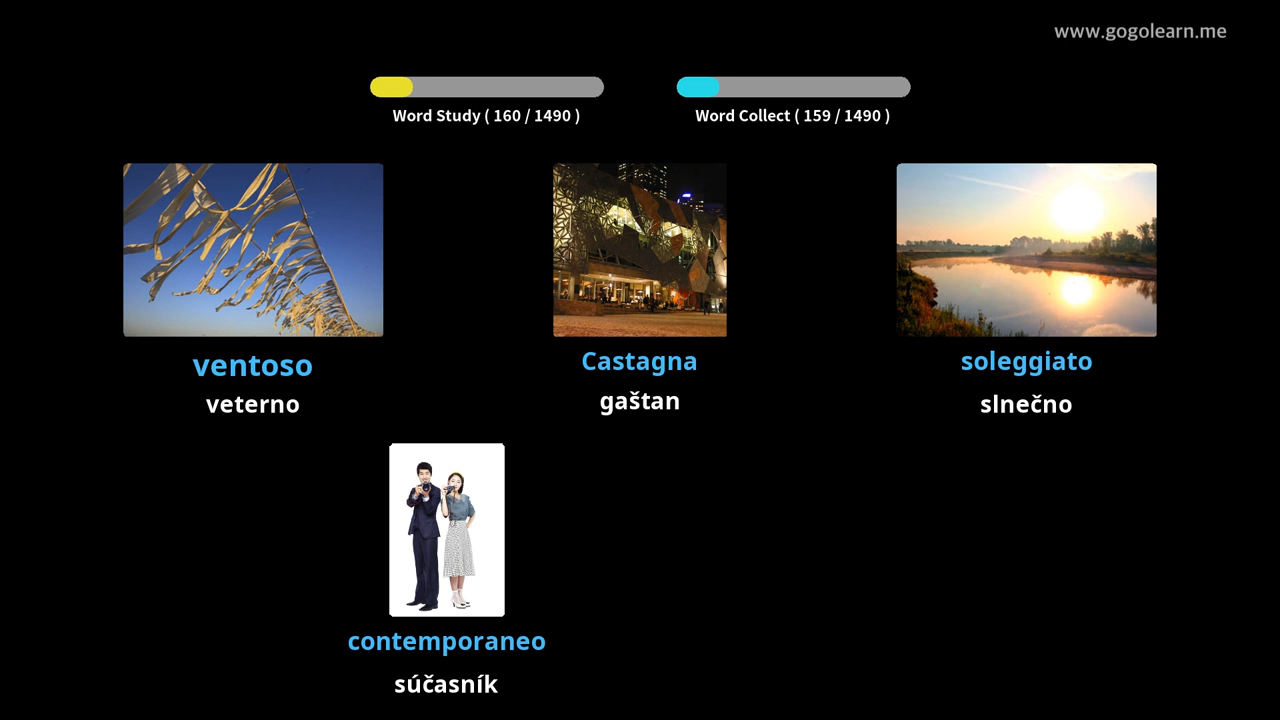 www.gogolearn.me
Word Study ( 160 / 1490 )
Word Collect ( 159 / 1490 )
ventoso
veterno
Castagna
gaštan
soleggiato
slnečno
contemporaneo
súčasník